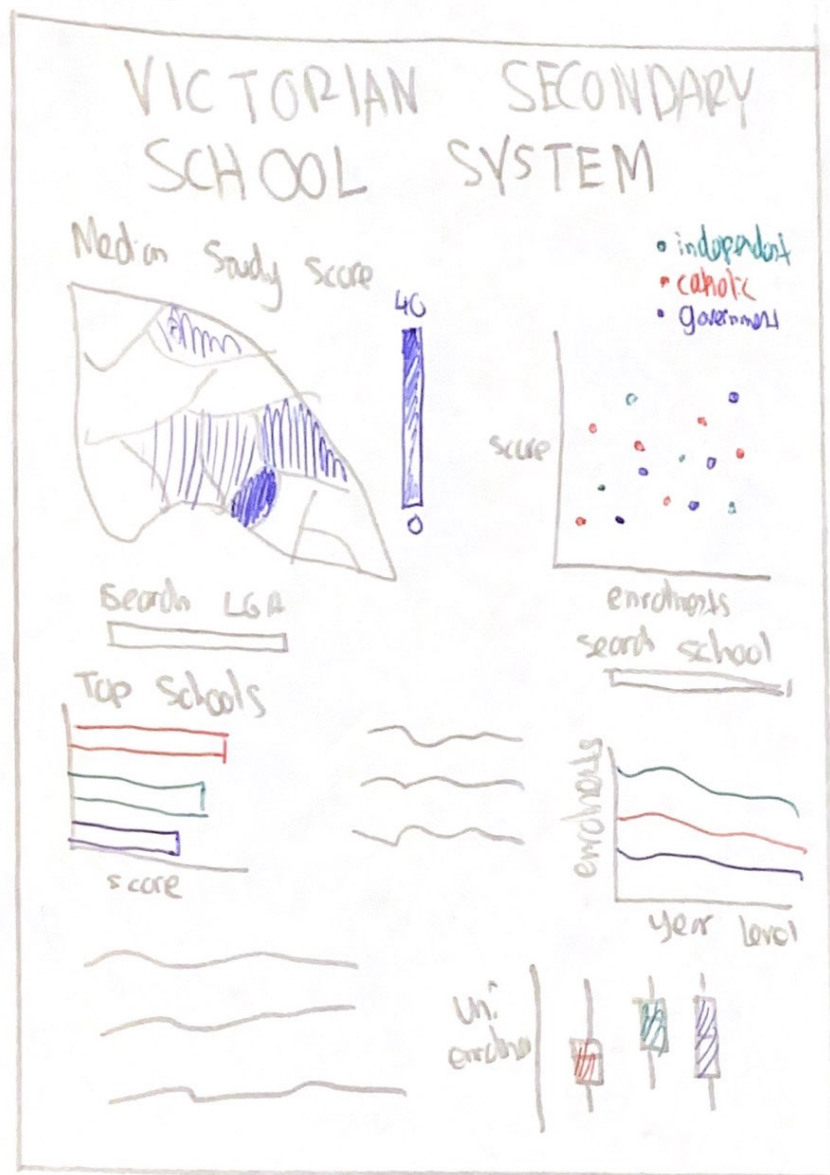 VICTORIAN SECONDARY
SCHOOL SYSTEM
Median Study Score
40
0
• independent
• catholic
• government
score
enrolments
search LGA
search school
Top Schools
score
enrolments
year level
Uni